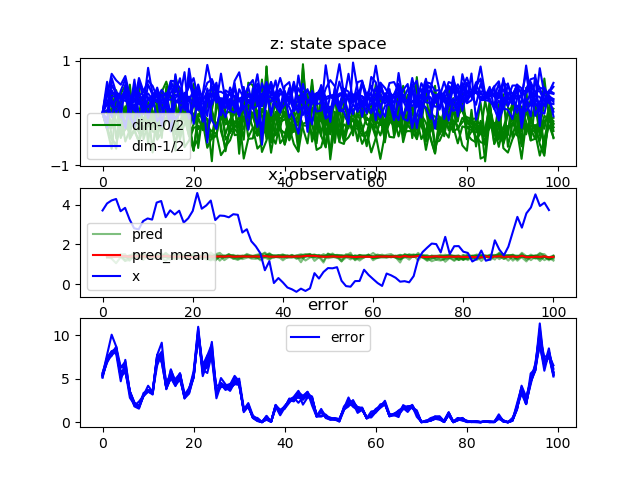 z: state space
1
0
−1
dim-0/2
dim-1/2
0 20 40 60 80 100
x: observation
4
2
0
pred
pred_mean
x
0 20 40 60 80 100
error
10
5
0
error
0 20 40 60 80 100